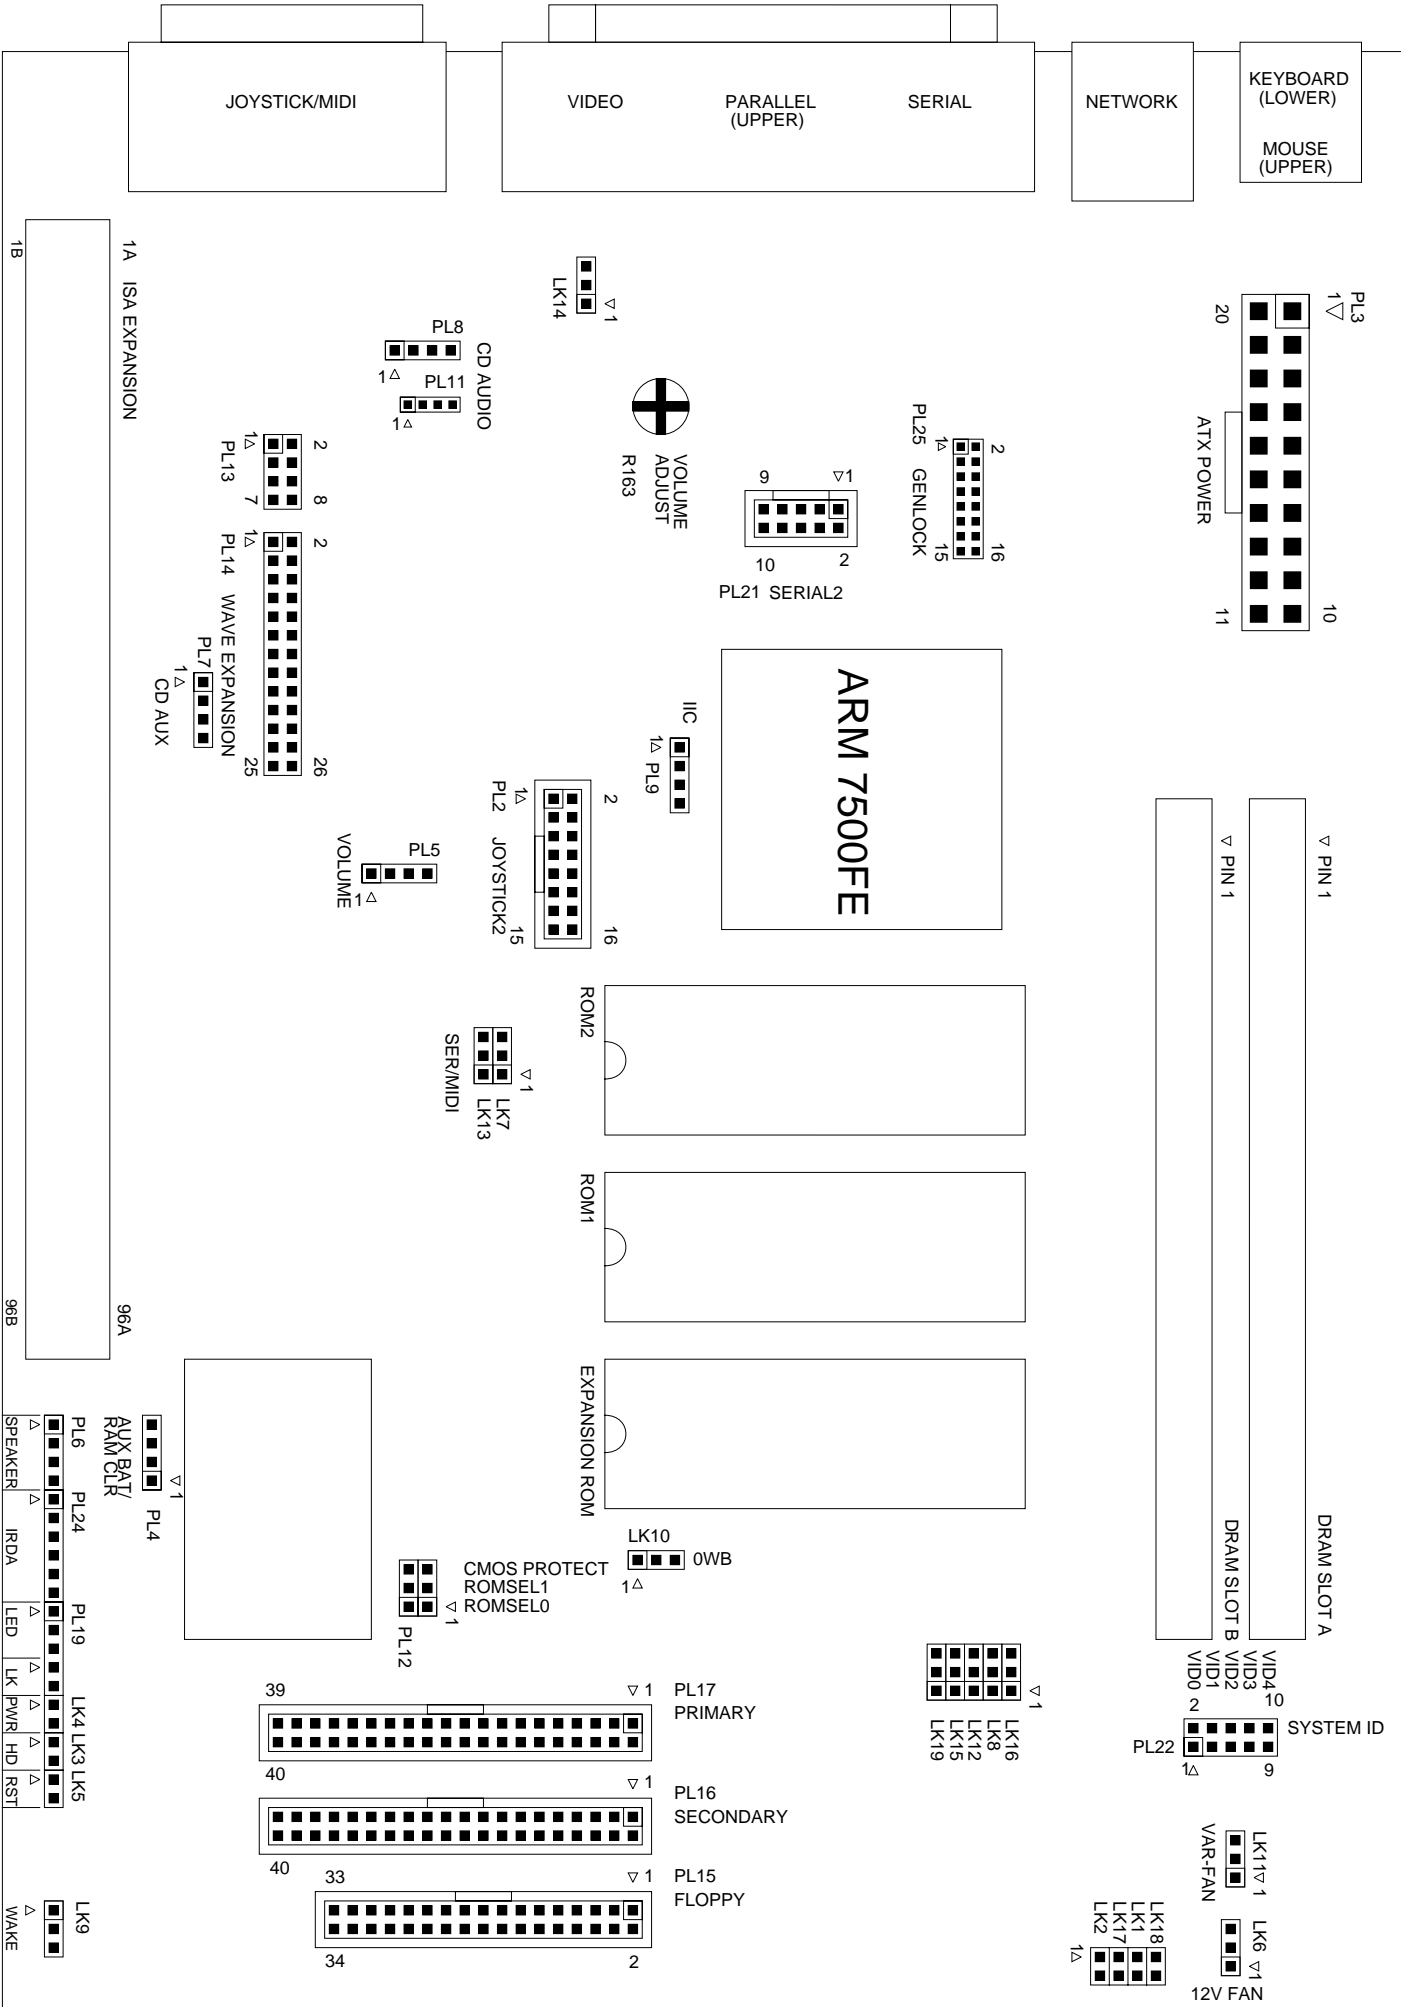 JOYSTICK/MIDI
VIDEO
PARALLEL
(UPPER)
SERIAL
NETWORK
KEYBOARD
(LOWER)
MOUSE
(UPPER)
1B
1A ISA EXPANSION
LK14
1
PL3
1
20
ATX POWER
11
10
PL8
1
CD AUDIO
PL11
1
VOLUME
ADJUST
R163
PL25 GENLOCK
1
2
15
16
1
2
PL13
7
8
9
1
10
2
PL21 SERIAL2
1
2
PL14 WAVE EXPANSION
25
26
PL7
1
CD AUX
ARM 7500FE
IIC
1
PL9
PL2 JOYSTICK2
1
2
15
16
PL5
VOLUME
1
PIN 1
PIN 1
ROM2
SER/MIDI
1
LK7
LK13
ROM1
96B
96A
EXPANSION ROM
SPEAKER
PL6
AUX BAT/
RAM CLR
1
PL4
IRDA
PL24
LED
PL19
LK
PWR
LK4
HD
LK3
RST
LK5
WAKE
LK9
LK10
0WB
1
CMOS PROTECT
ROMSEL1
ROMSEL0
1
PL12
DRAM SLOT B
DRAM SLOT A
39
1
PL17
PRIMARY
40
1
PL16
SECONDARY
40
33
1
PL15
FLOPPY
34
2
1
LK19
LK15
LK12
LK8
LK16
VID0
VID1
VID2
VID3
VID4
2
10
SYSTEM ID
PL22
1
9
LK11
1
VAR-FAN
LK2
LK17
LK1
LK18
1
LK6
1
12V FAN